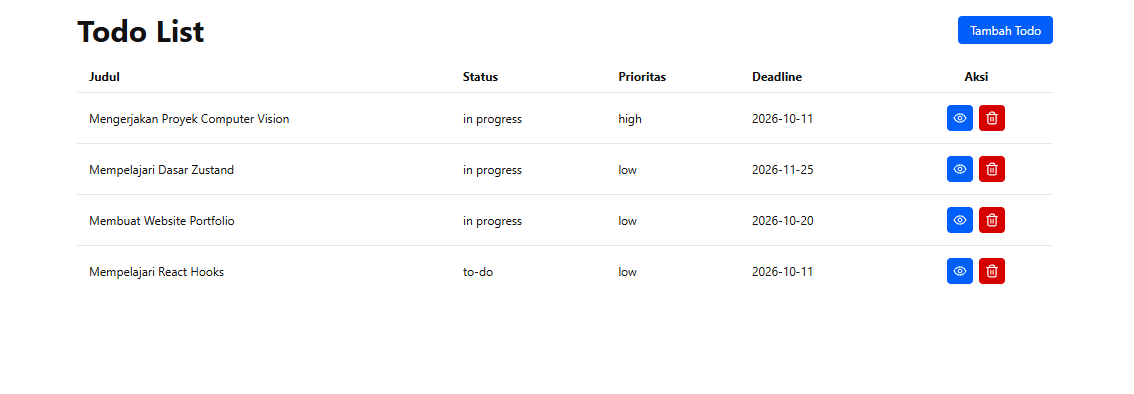 Todo List
Tambah Todo
Judul Status Prioritas Deadline Aksi
Mengerjakan Proyek Computer Vision in progress high 2026-10-11
Mempelajari Dasar Zustand in progress low 2026-11-25
Membuat Website Portfolio in progress low 2026-10-20
Mempelajari React Hooks to-do low 2026-10-11